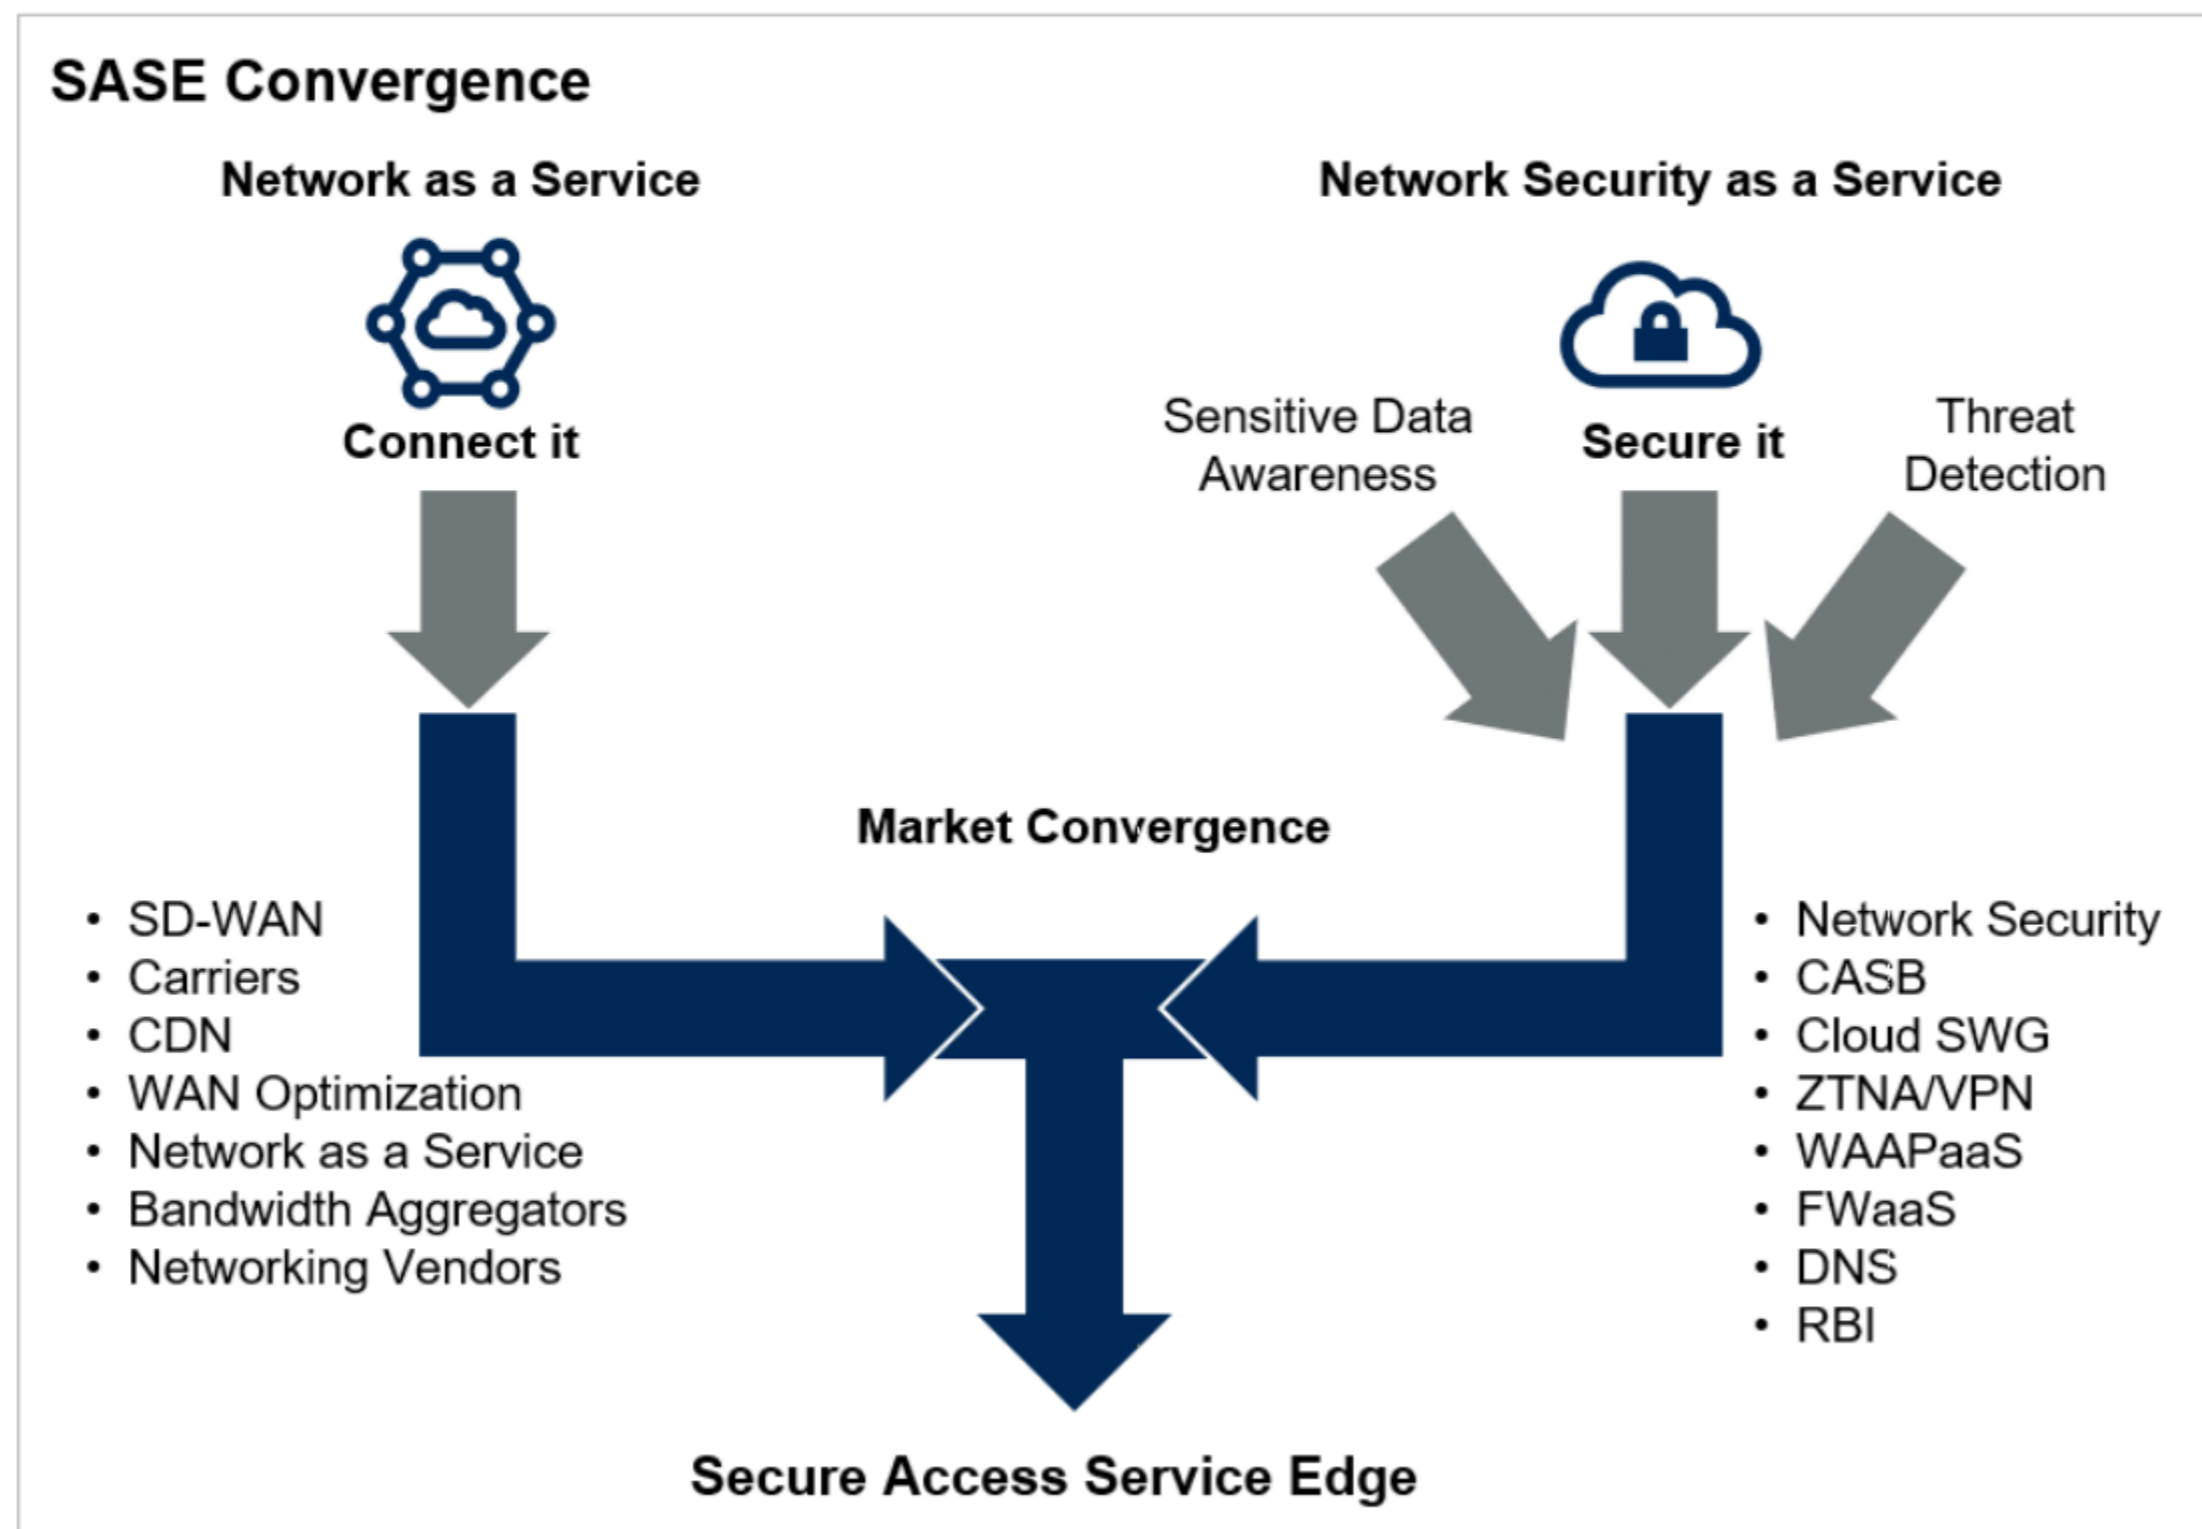 SASE Convergence
Network as a Service
Connect it
Network Security as a Service
Sensitive Data
Awareness
Secure it
Threat
Detection
Market Convergence
• SD-WAN
• Carriers
• CDN
• WAN Optimization
• Network as a Service
• Bandwidth Aggregators
• Networking Vendors
• Network Security
• CASB
• Cloud SWG
• ZTNA/VPN
• WAAPaaS
• FWaaS
• DNS
• RBI
Secure Access Service Edge